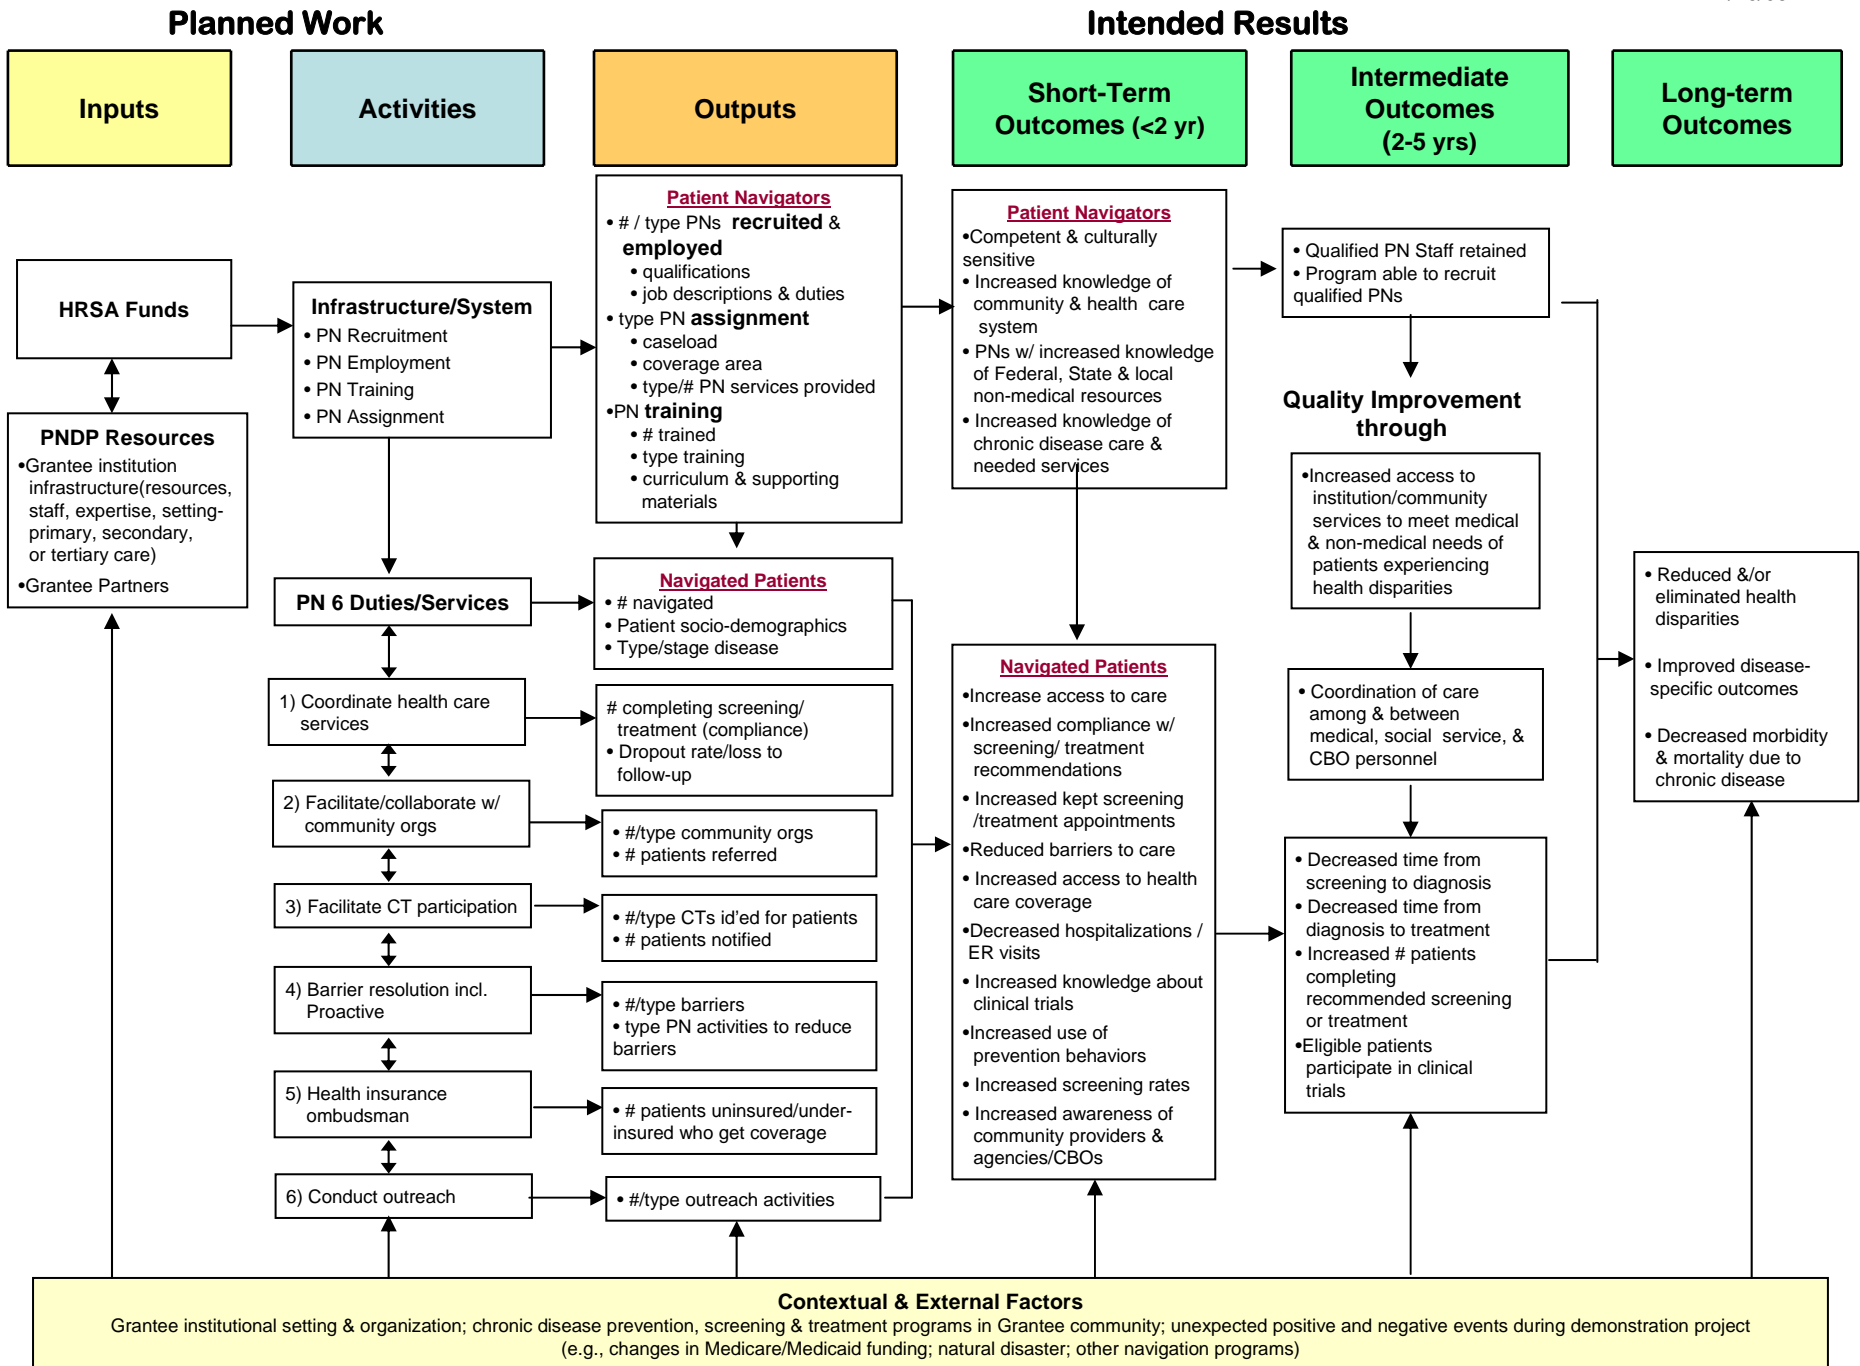 Planned Work
Intended Results
Inputs
Activities
Outputs
Short-Term
Outcomes (<2 yr)
Intermediate
Outcomes
(2-5 yrs)
Long-term
Outcomes
HRSA Funds
PNDP Resources
•Grantee institution
infrastructure(resources,
staff, expertise, setting-
primary, secondary,
or tertiary care)
•Grantee Partners
Infrastructure/System
• PN Recruitment
• PN Employment
• PN Training
• PN Assignment
PN 6 Duties/Services
1) Coordinate health care
services
2) Facilitate/collaborate w/
community orgs
3) Facilitate CT participation
4) Barrier resolution incl.
Proactive
5) Health insurance
ombudsman
6) Conduct outreach
Patient Navigators
• # / type PNs recruited &
employed
• qualifications
• job descriptions & duties
• type PN assignment
• caseload
• coverage area
• type/# PN services provided
•PN training
• # trained
• type training
• curriculum & supporting
materials
Navigated Patients
• # navigated
• Patient socio-demographics
• Type/stage disease
# completing screening/
treatment (compliance)
• Dropout rate/loss to
follow-up
• #/type community orgs
• # patients referred
• #/type CTs id'ed for patients
• # patients notified
• #/type barriers
• type PN activities to reduce
barriers
• # patients uninsured/under-
insured who get coverage
• #/type outreach activities
Patient Navigators
•Competent & culturally
sensitive
• Increased knowledge of
community & health care
system
• PNs w/ increased knowledge
of Federal, State & local
non-medical resources
• Increased knowledge of
chronic disease care &
needed services
Navigated Patients
•Increase access to care
•Increased compliance w/
screening/ treatment
recommendations
• Increased kept screening
/treatment appointments
•Reduced barriers to care
• Increased access to health
care coverage
•Decreased hospitalizations /
ER visits
• Increased knowledge about
clinical trials
•Increased use of
prevention behaviors
• Increased screening rates
• Increased awareness of
community providers &
agencies/CBOs
• Qualified PN Staff retained
• Program able to recruit
qualified PNs
Quality Improvement
through
•Increased access to
institution/community
services to meet medical
& non-medical needs of
patients experiencing
health disparities
• Coordination of care
among & between
medical, social service, &
CBO personnel
• Decreased time from
screening to diagnosis
• Decreased time from
diagnosis to treatment
• Increased # patients
completing
recommended screening
or treatment
•Eligible patients
participate in clinical
trials
• Reduced &/or
eliminated health
disparities
• Improved disease-
specific outcomes
• Decreased morbidity
& mortality due to
chronic disease
Contextual & External Factors
Grantee institutional setting & organization; chronic disease prevention, screening & treatment programs in Grantee community; unexpected positive and negative events during demonstration project
(e.g., changes in Medicare/Medicaid funding; natural disaster; other navigation programs)